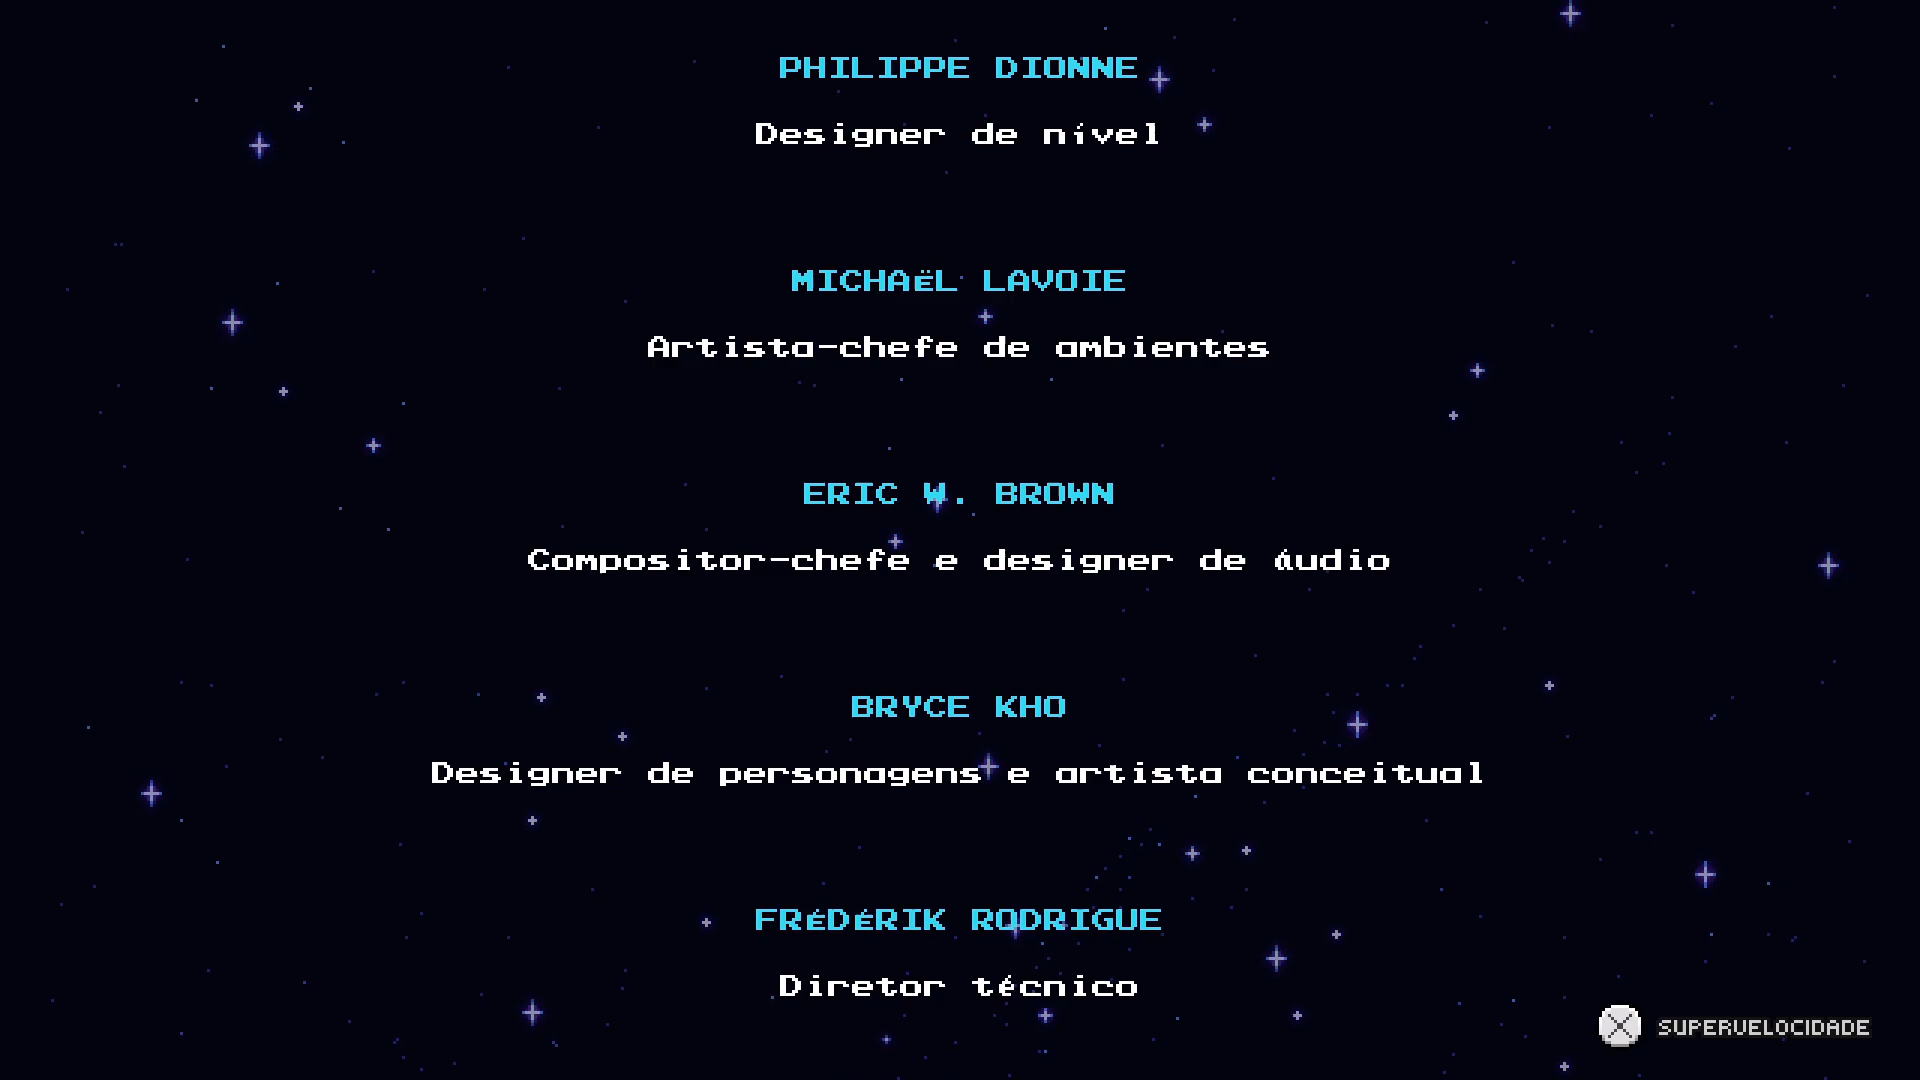 PHILIPPE DIONNE
Designer de nível
MICHAëL LAVOIE
Artista-chefe de ambientes
ERIC W. BROWN
Compositor-chefe e designer de áudio
BRYCE KHO
Designer de personagens e artista conceitual
FRéDéRIK RODRIGUE
Diretor técnico
SUPERVELOCIDADE